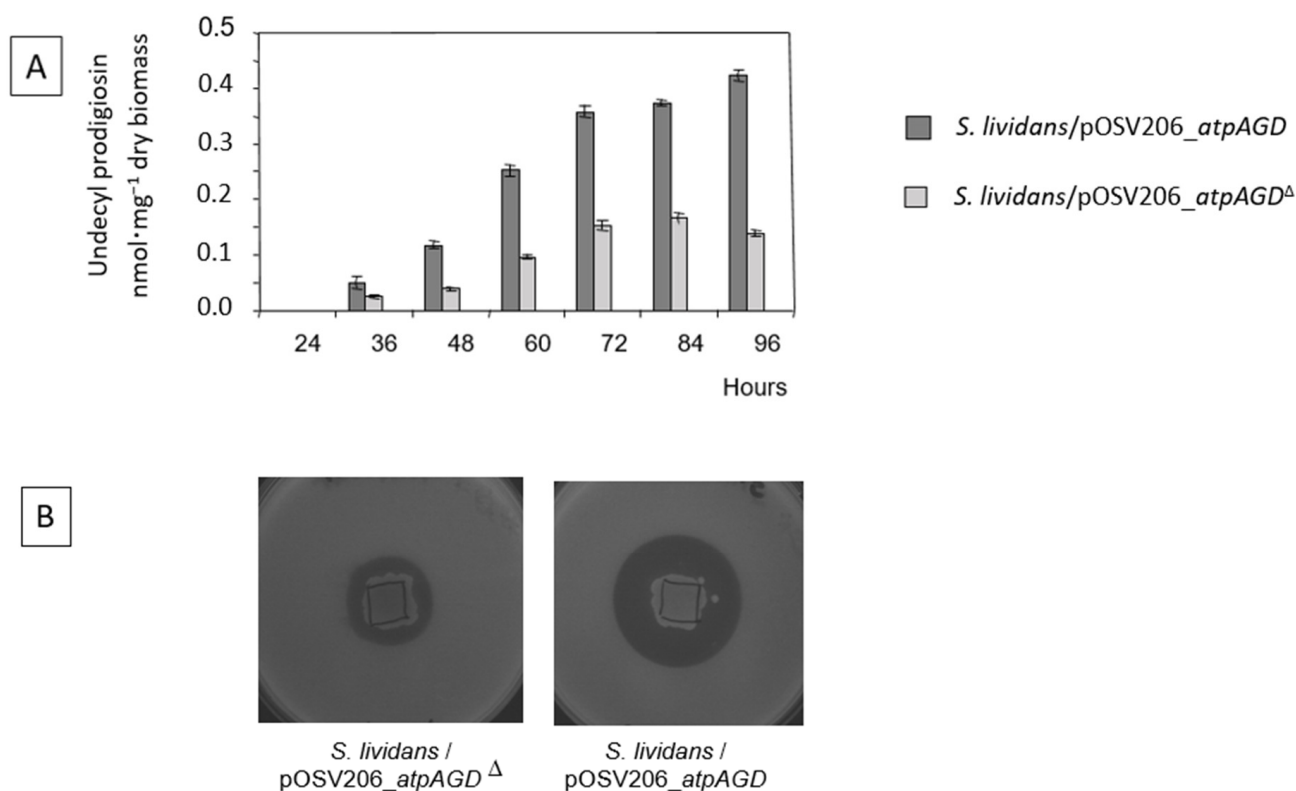 A
Undecyl prodigiosin
nmol·mg⁻¹ dry biomass
0.5
0.4
0.3
0.2
0.1
0.0
24 36 48 60 72 84 96
Hours
S. lividans/pOSV206_atpAGD
S. lividans/pOSV206_atpAGDᐞ
B
S. lividans /
pOSV206_atpAGD Δ
S. lividans /
pOSV206_atpAGD